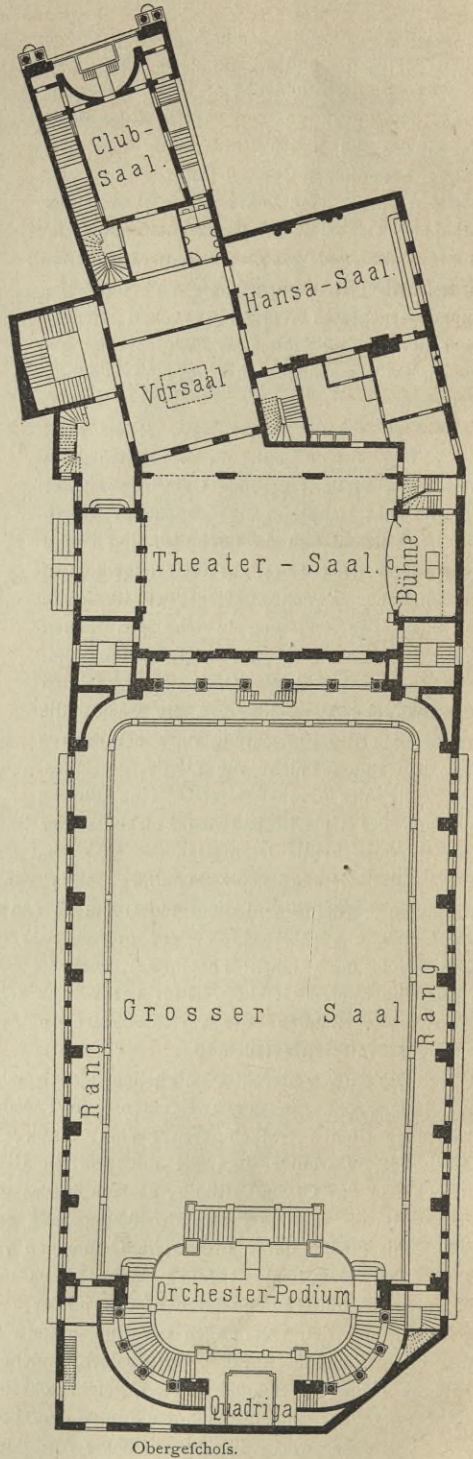 Club-
Saal.
Hansa-Saal.
Vorsaal
Theater-Saal.
Bühne
Grosser Saal
Rang
Rang
Orchester-Podium
Quadriga.
Obergeſchoſs.